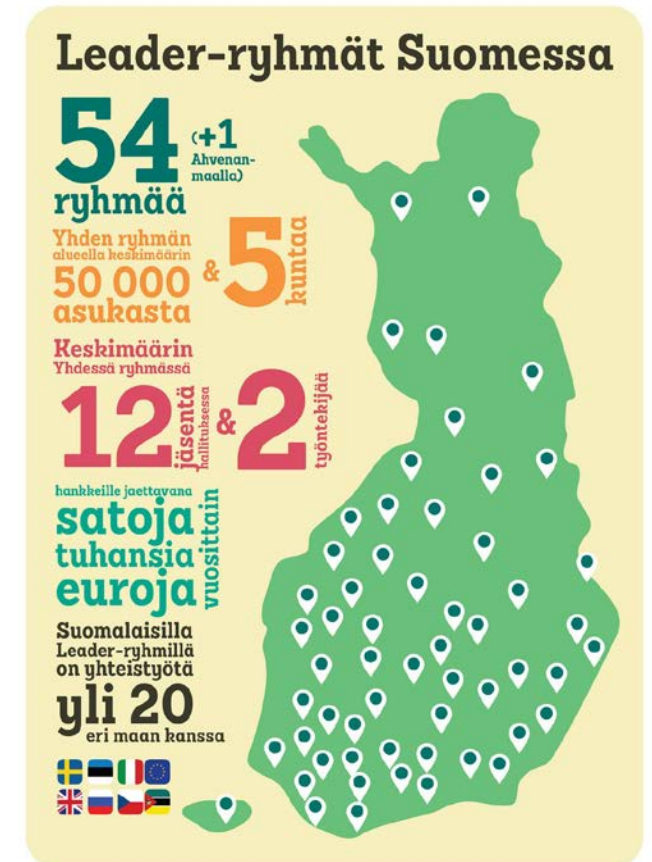 Leader-ryhmät Suomessa
54
(+1
Ahvenan-
maalla)
ryhmää
Yhden ryhmän
alueella keskimäärin
50 000
asukasta
&
5
kuntaa
Keskimäärin
Yhdessä ryhmässä
12
jäsentä
hallituksessa
&
2
työntekijää
hankkeille jaettavana
satoja
tuhansia
euroja
vuosittain
Suomalaisilla
Leader-ryhmillä
on yhteistyötä
yli 20
eri maan kanssa